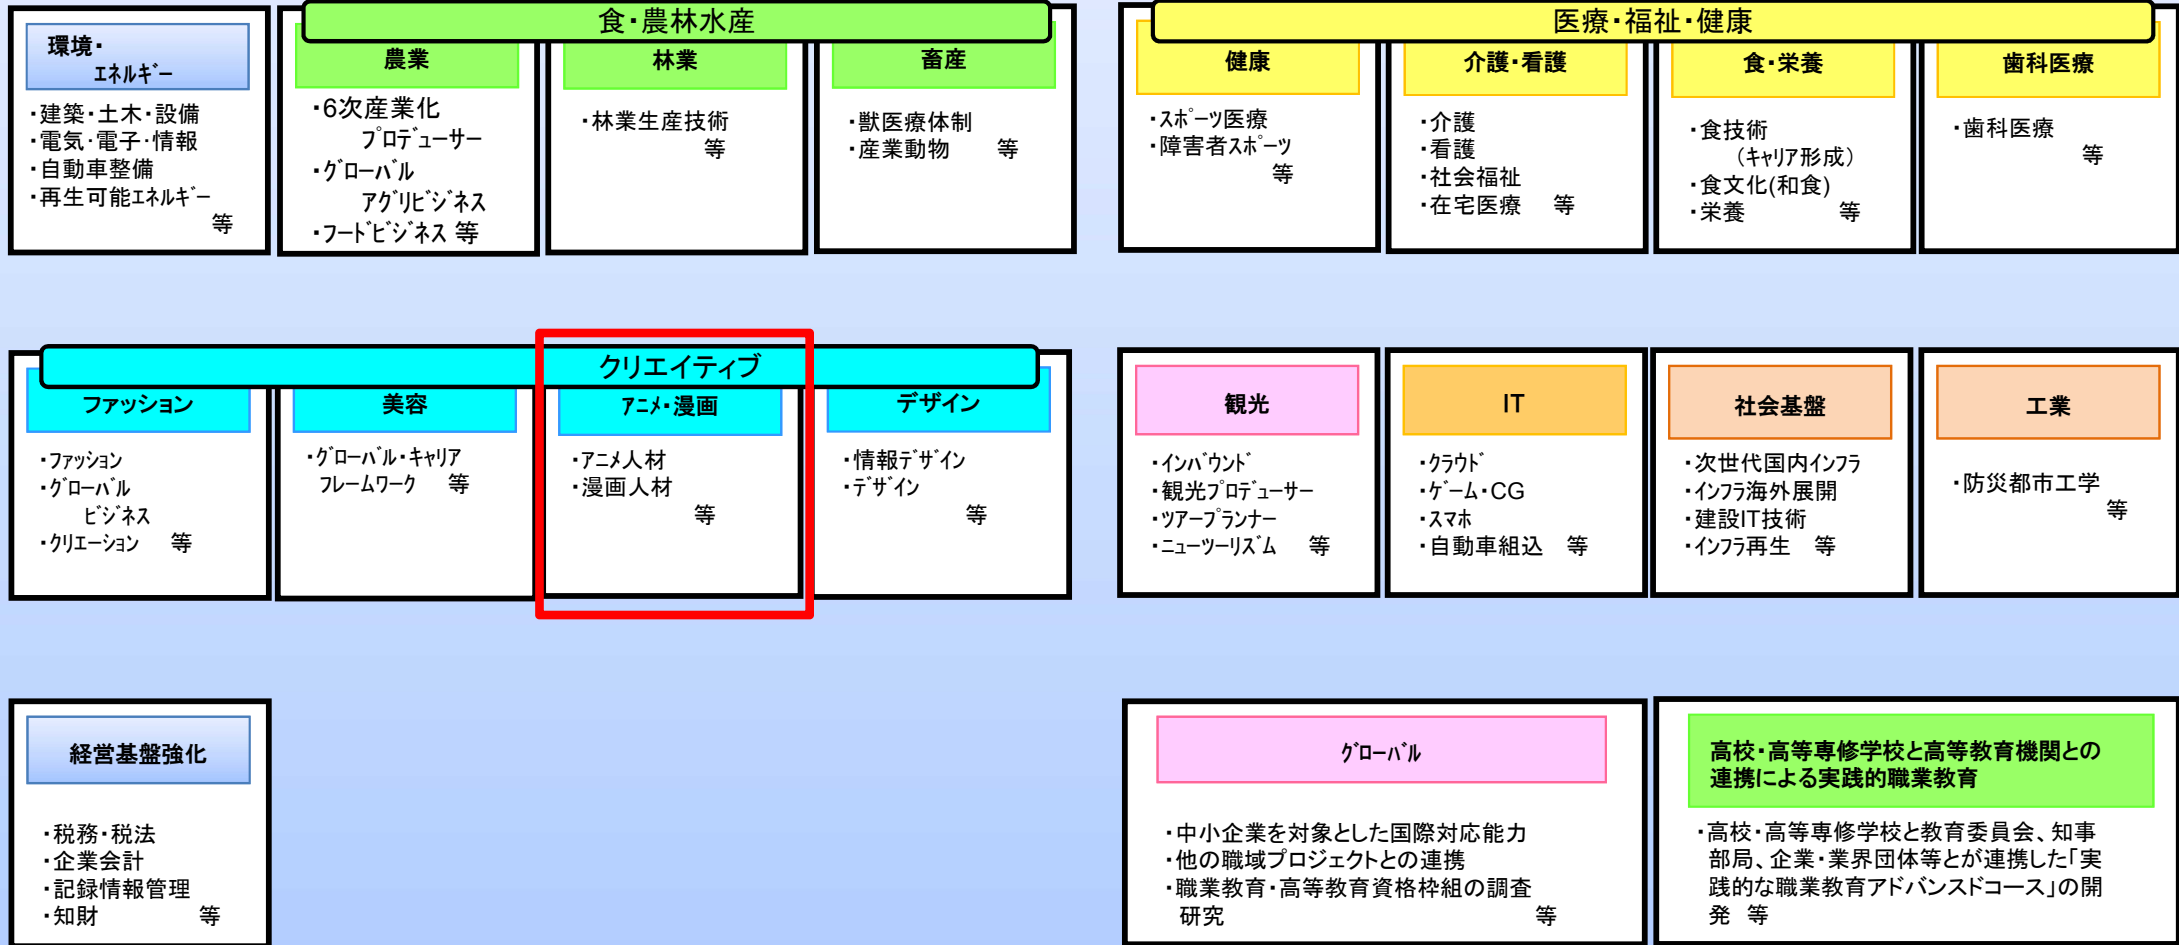 環境・
エネルギー
・建築・土木・設備
・電気・電子・情報
・自動車整備
・再生可能エネルギー
等
食・農林水産
農業
・6次産業化
プロデューサー
・グローバル
アグリビジネス
・フードビジネス 等
林業
・林業生産技術
等
畜産
・獣医療体制
・産業動物 等
医療・福祉・健康
健康
・スポーツ医療
・障害者スポーツ
等
介護・看護
・介護
・看護
・社会福祉
・在宅医療 等
食・栄養
・食技術
（キャリア形成）
・食文化(和食)
・栄養 等
歯科医療
・歯科医療
等
クリエイティブ
ファッション
・ファッション
・グローバル
ビジネス
・クリエーション 等
美容
・グローバル・キャリア
フレームワーク 等
アニメ・漫画
・アニメ人材
・漫画人材
等
デザイン
・情報デザイン
・デザイン
等
観光
・インバウンド
・観光プロデューサー
・ツアープランナー
・ニューツーリズム 等
IT
・クラウド
・ゲーム・CG
・スマホ
・自動車組込 等
社会基盤
・次世代国内インフラ
・インフラ海外展開
・建設IT技術
・インフラ再生 等
工業
・防災都市工学
等
経営基盤強化
・税務・税法
・企業会計
・記録情報管理
・知財 等
グローバル
・中小企業を対象とした国際対応能力
・他の職域プロジェクトとの連携
・職業教育・高等教育資格枠組の調査
研究 等
高校・高等専修学校と高等教育機関との
連携による実践的職業教育
・高校・高等専修学校と教育委員会、知事
部局、企業・業界団体等とが連携した「実
践的な職業教育アドバンスドコース」の開
発 等